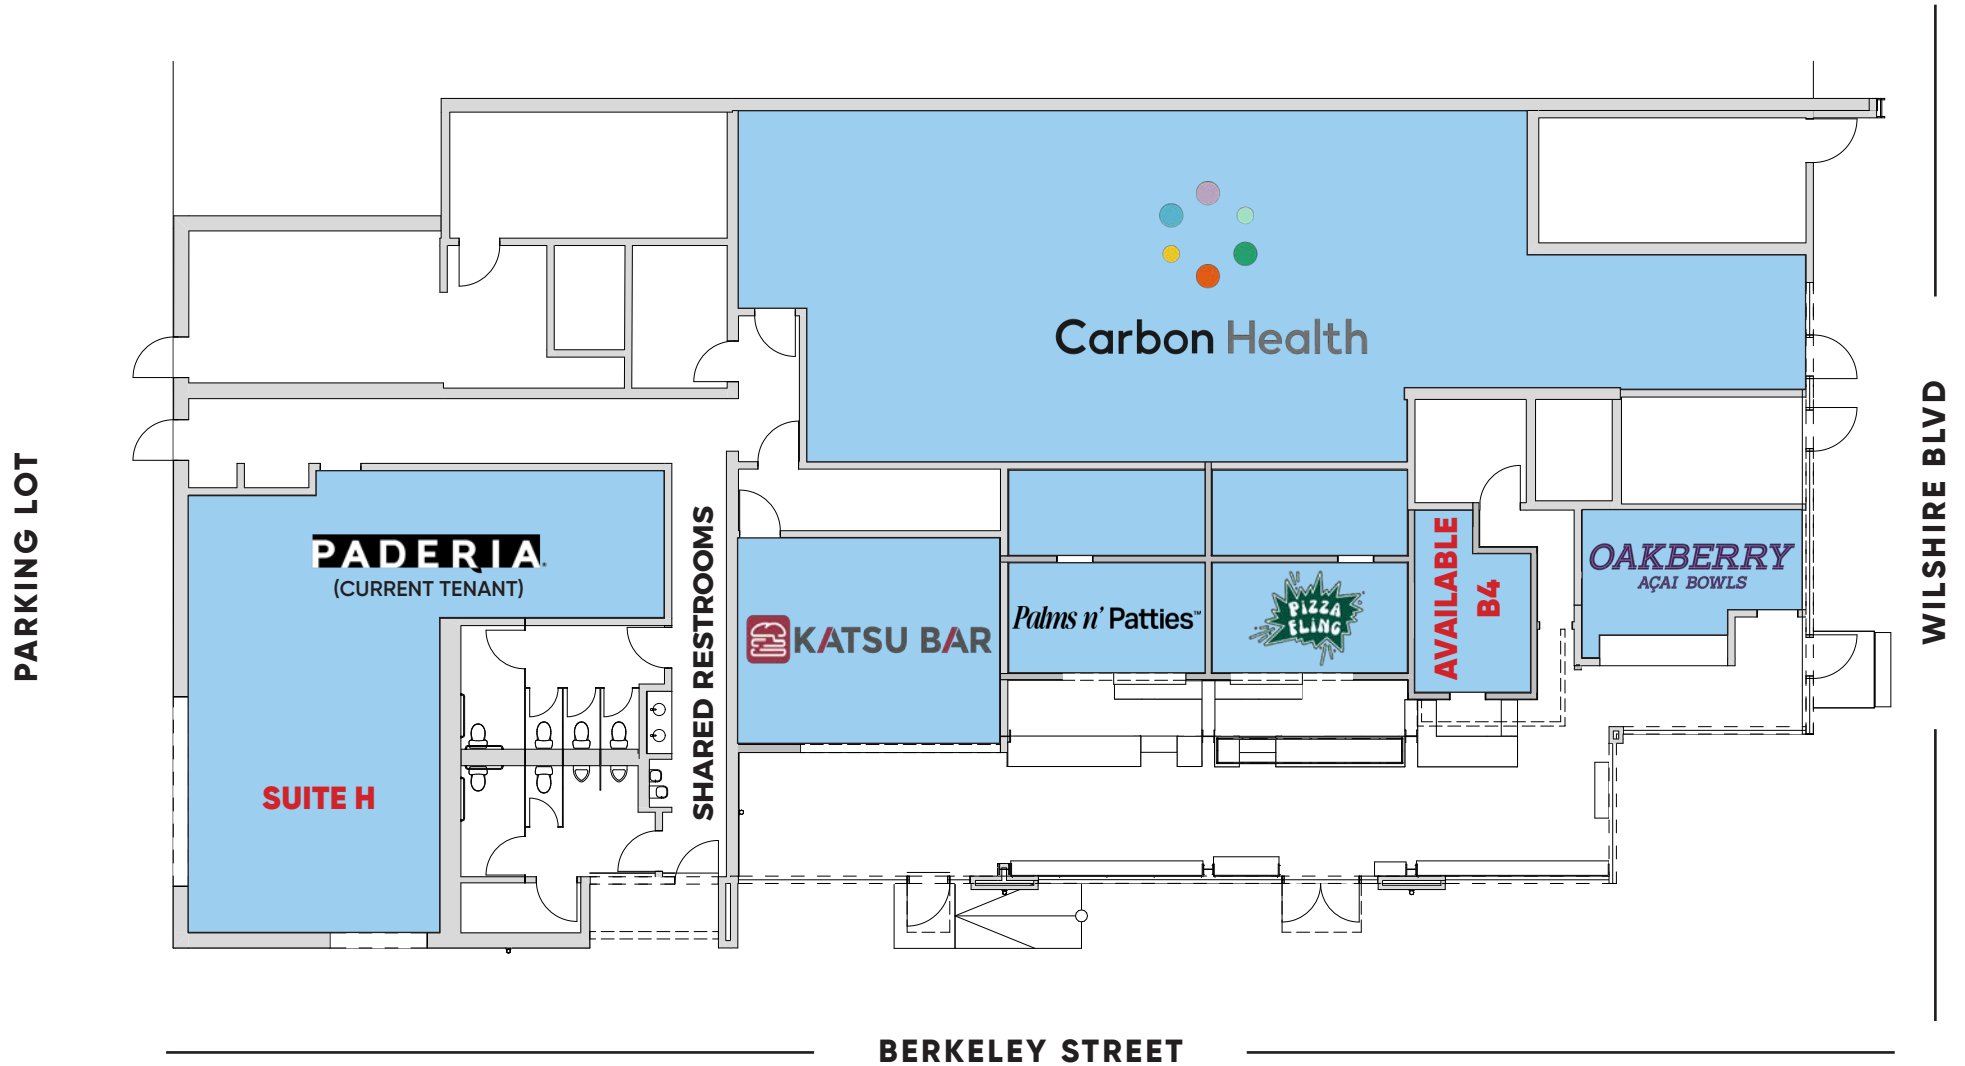 Carbon Health
PARKING LOT
WILSHIRE BLVD
PADERIA
(CURRENT TENANT)
SUITE H
SHARED RESTROOMS
KATSU BAR
Palms n' Patties™
PIZZA
FLING
AVAILABLE
B4
OAKBERRY
AÇAI BOWLS
BERKELEY STREET